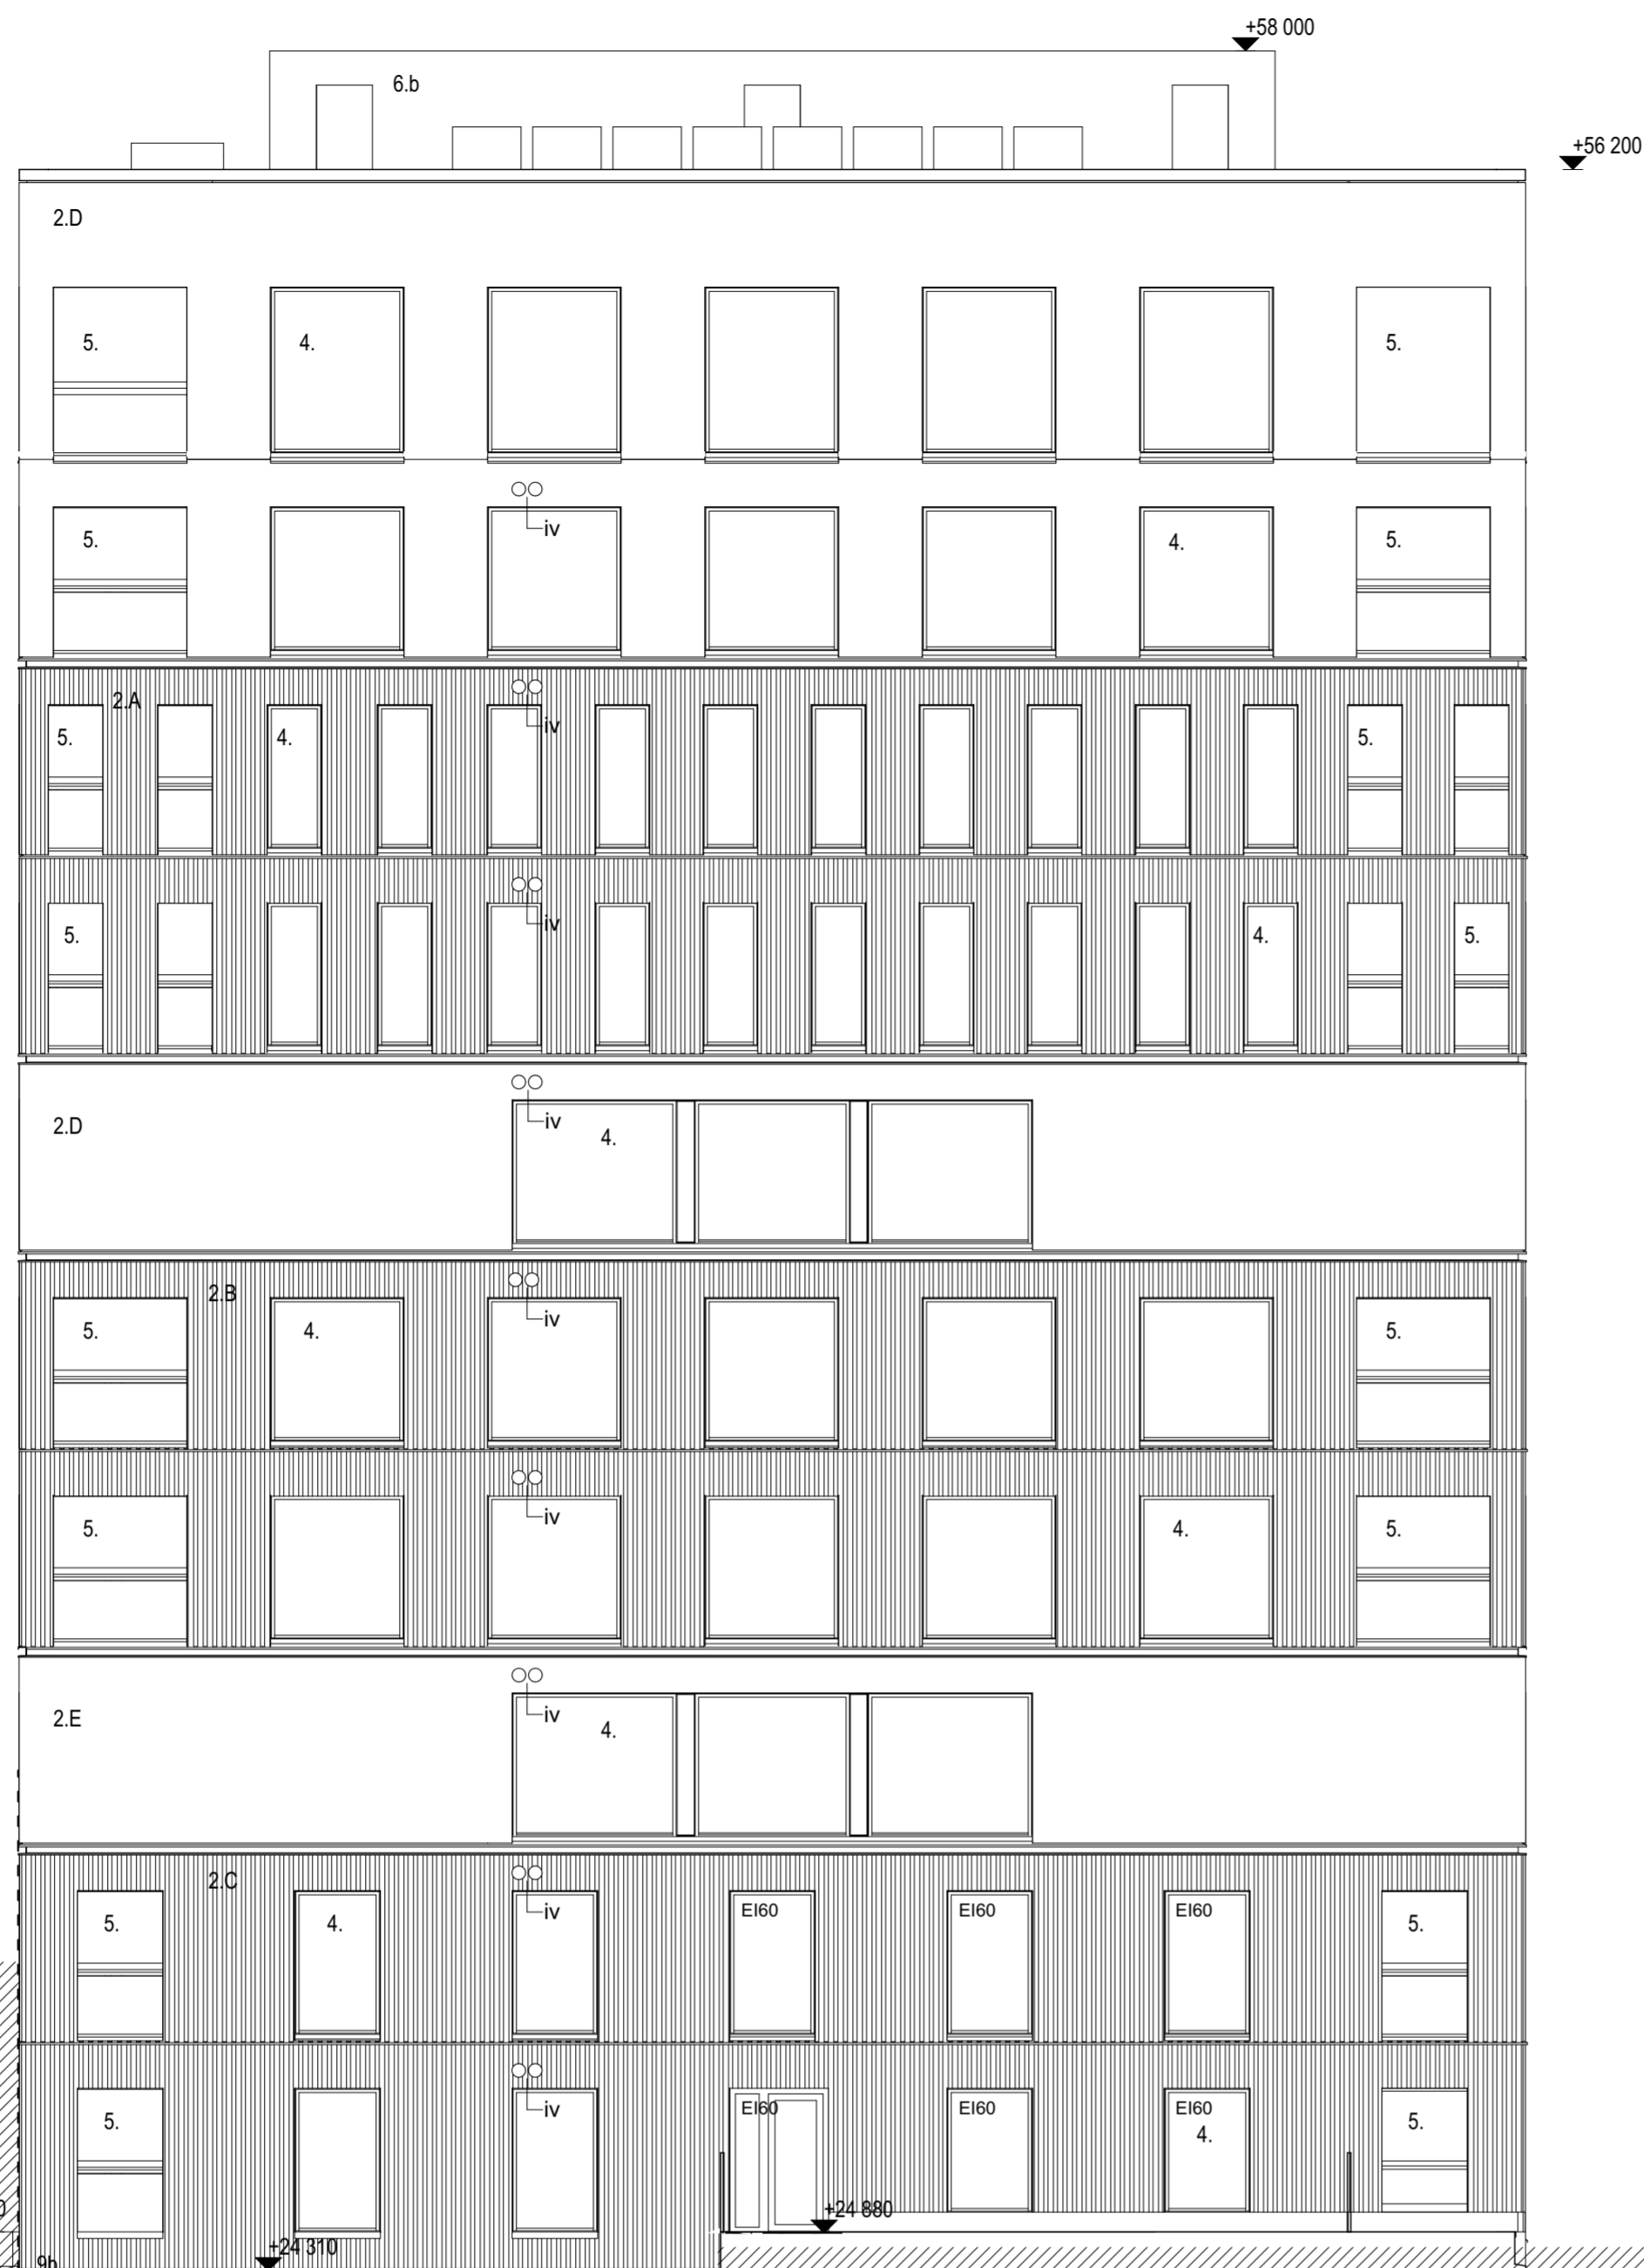 +58 000
6.b
+56 200
2.D
5. 4. 5.
iv
5. 4. 5.
2.A
iv
5. 4. 5.
iv
5. 4. 5.
2.D
iv
4.
2.B
iv
5. 4. 5.
iv
5. 4. 5.
2.E
iv
4.
2.C
iv
EI60 EI60 EI60
5. 4. 5.
iv
EI60 EI60 EI60
5. 4. 5.
+24 880
+24 310
9b